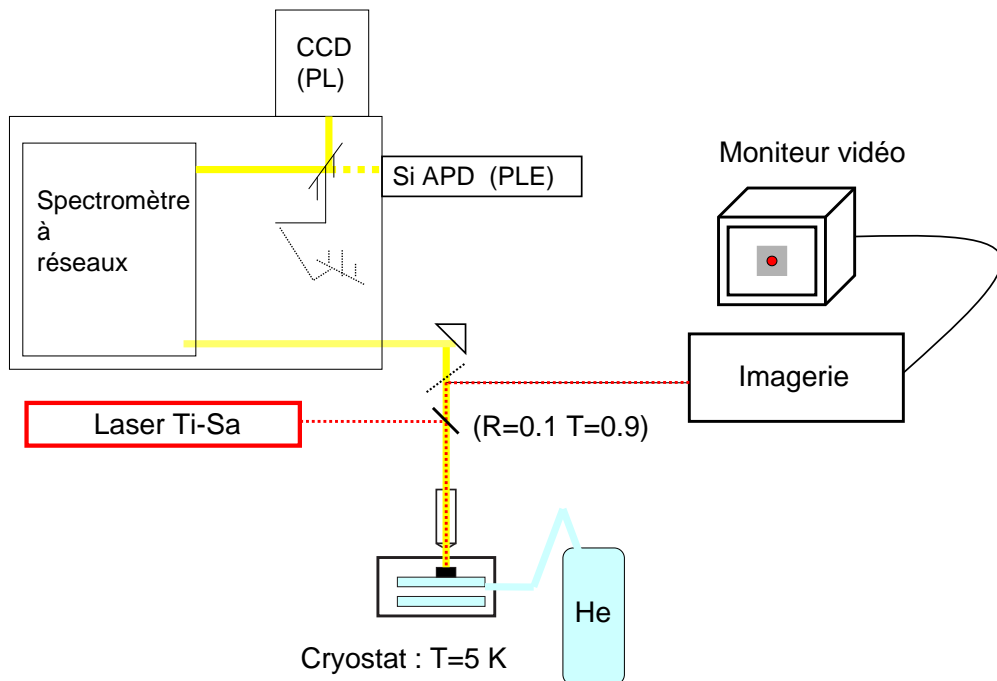 CCD
(PL)
Si APD (PLE)
Spectromètre
à
réseaux
Moniteur vidéo
Imagerie
Laser Ti-Sa
(R=0.1 T=0.9)
He
Cryostat : T=5 K